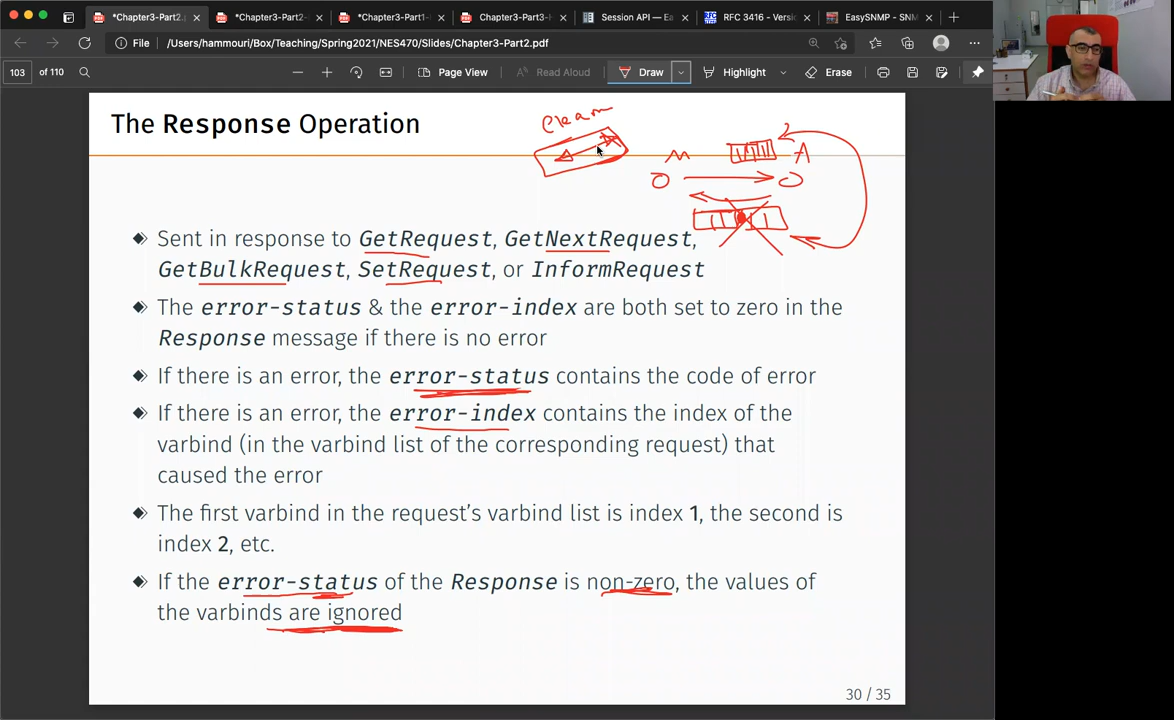 *Chapter3-Part2.
*Chapter3-Part2-
*Chapter3-Part1-
Chapter3-Part3-
Session API — Ea
RFC 3416 - Versi
EasySNMP - SNM
File
/Users/hammouri/Box/Teaching/Spring2021/NES470/Slides/Chapter3-Part2.pdf
103 of 110
Page View
Read Aloud
Draw
Highlight
Erase
The Response Operation
M
A
Sent in response to GetRequest, GetNextRequest,
GetBulkRequest, SetRequest, or InformRequest
The error-status & the error-index are both set to zero in the
Response message if there is no error
If there is an error, the error-status contains the code of error
If there is an error, the error-index contains the index of the
varbind (in the varbind list of the corresponding request) that
caused the error
The first varbind in the request's varbind list is index 1, the second is
index 2, etc.
If the error-status of the Response is non-zero, the values of
the varbinds are ignored
30 / 35